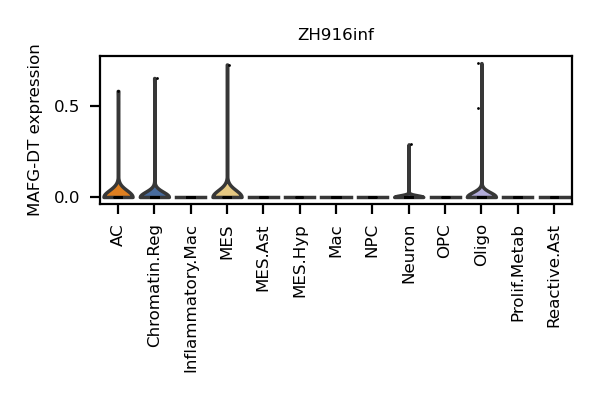 ZH916inf
MAFG-DT expression
0.5
0.0
AC
Chromatin.Reg
Inflammatory.Mac
MES
MES.Ast
MES.Hyp
Mac
NPC
Neuron
OPC
Oligo
Prolif.Metab
Reactive.Ast